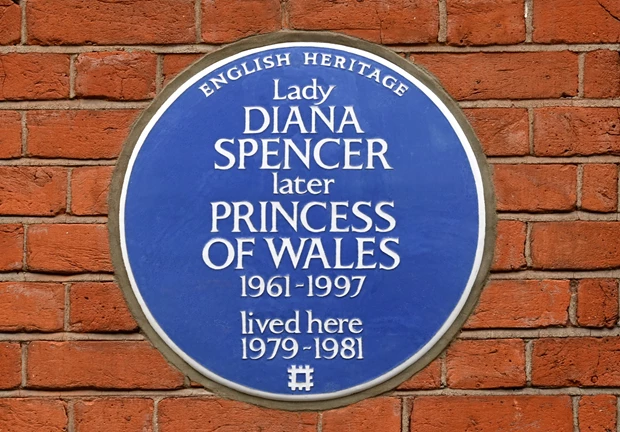 ENGLISH HERITAGE
Lady
DIANA
SPENCER
later
PRINCESS
OF WALES
1961-1997
lived here
1979-1981